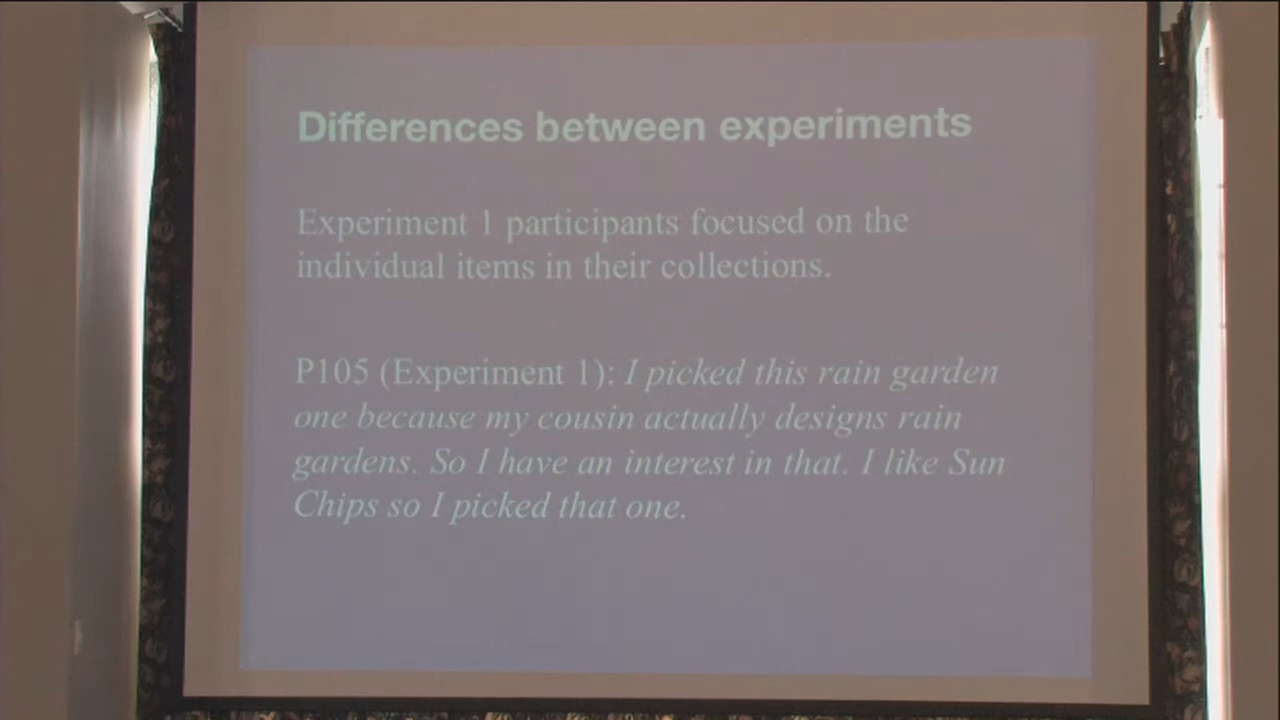 Differences between experiments
Experiment 1 participants focused on the
individual items in their collections.
P105 (Experiment 1): I picked this rain garden
one because my cousin actually designs rain
gardens. So I have an interest in that. I like Sun
Chips so I picked that one.